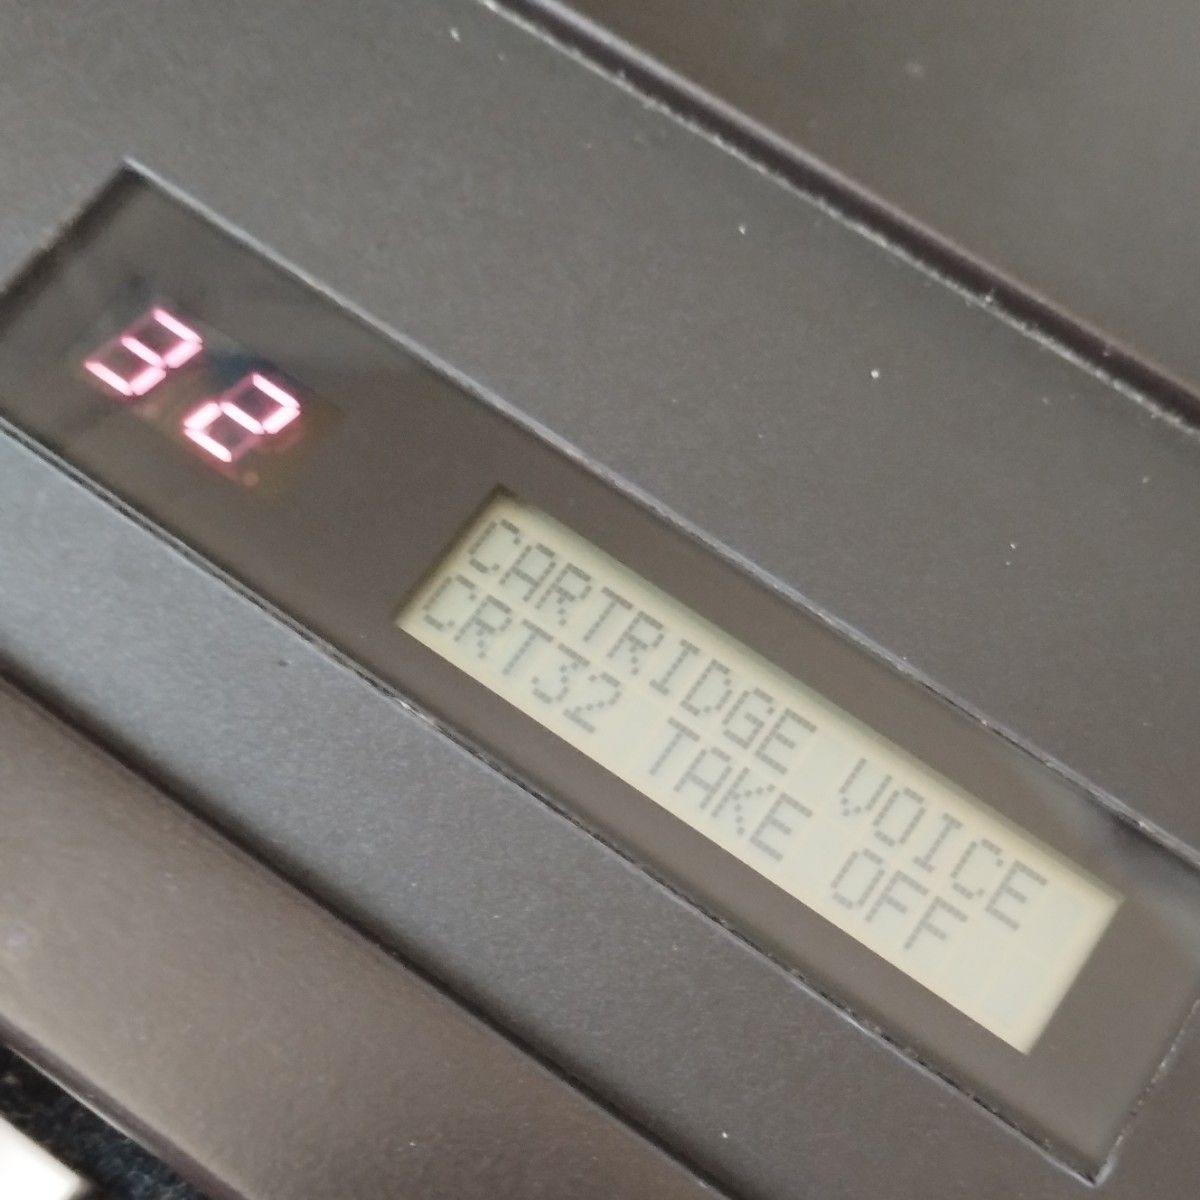 32
CARTRIDGE VOICE
CRT32 TAKE OFF